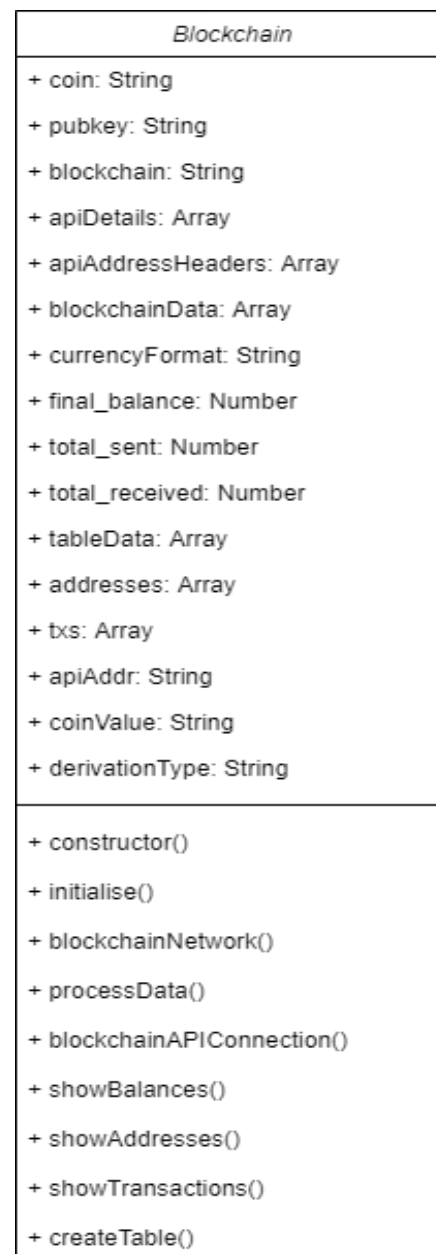 Blockchain
+ coin: String
+ pubkey: String
+ blockchain: String
+ apiDetails: Array
+ apiAddressHeaders: Array
+ blockchainData: Array
+ currencyFormat: String
+ final_balance: Number
+ total_sent: Number
+ total_received: Number
+ tableData: Array
+ addresses: Array
+ txs: Array
+ apiAddr: String
+ coinValue: String
+ derivationType: String
+ constructor()
+ initialise()
+ blockchainNetwork()
+ processData()
+ blockchainAPIConnection()
+ showBalances()
+ showAddresses()
+ showTransactions()
+ createTable()